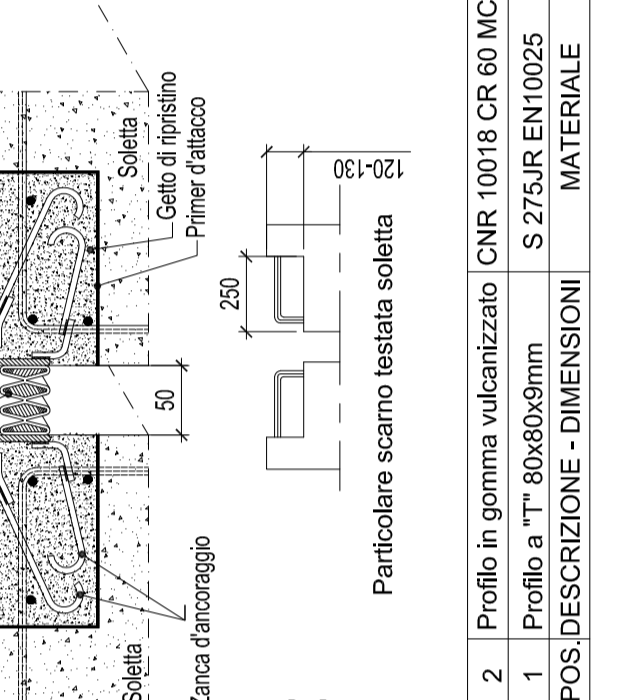 Soletta
Getto di ripristino
Primer d'attacco
50
Soletta
Zanca d'ancoraggio
250
120-130
Particolare scarno testata soletta
2 Profilo in gomma vulcanizzato CNR 10018 CR 60 MC
1 Profilo a "T" 80x80x9mm S 275JR EN10025
POS. DESCRIZIONE - DIMENSIONI MATERIALE